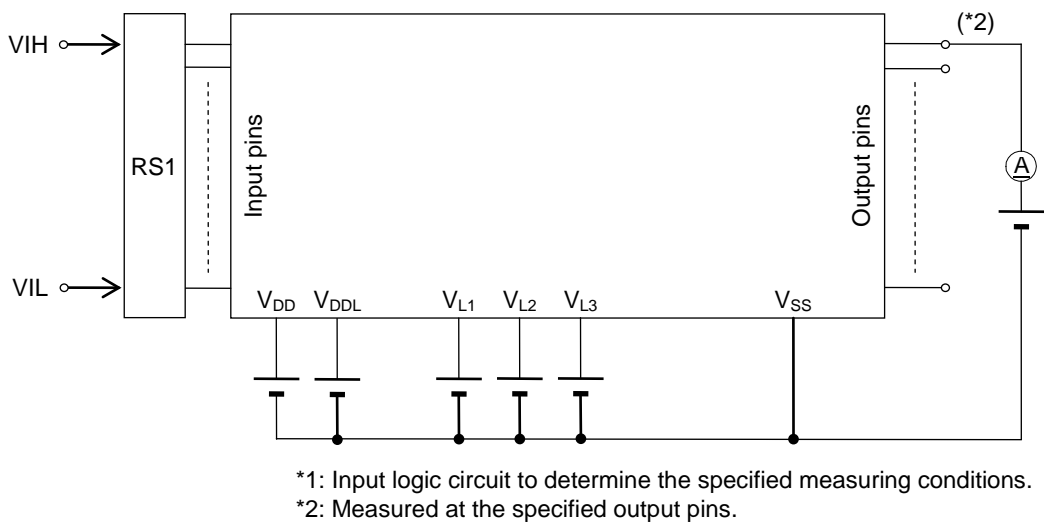 (*2)
VIH
RS1
Input pins
Output pins
A
VIL
VDD VDDL VL1 VL2 VL3 VSS
*1: Input logic circuit to determine the specified measuring conditions.
*2: Measured at the specified output pins.